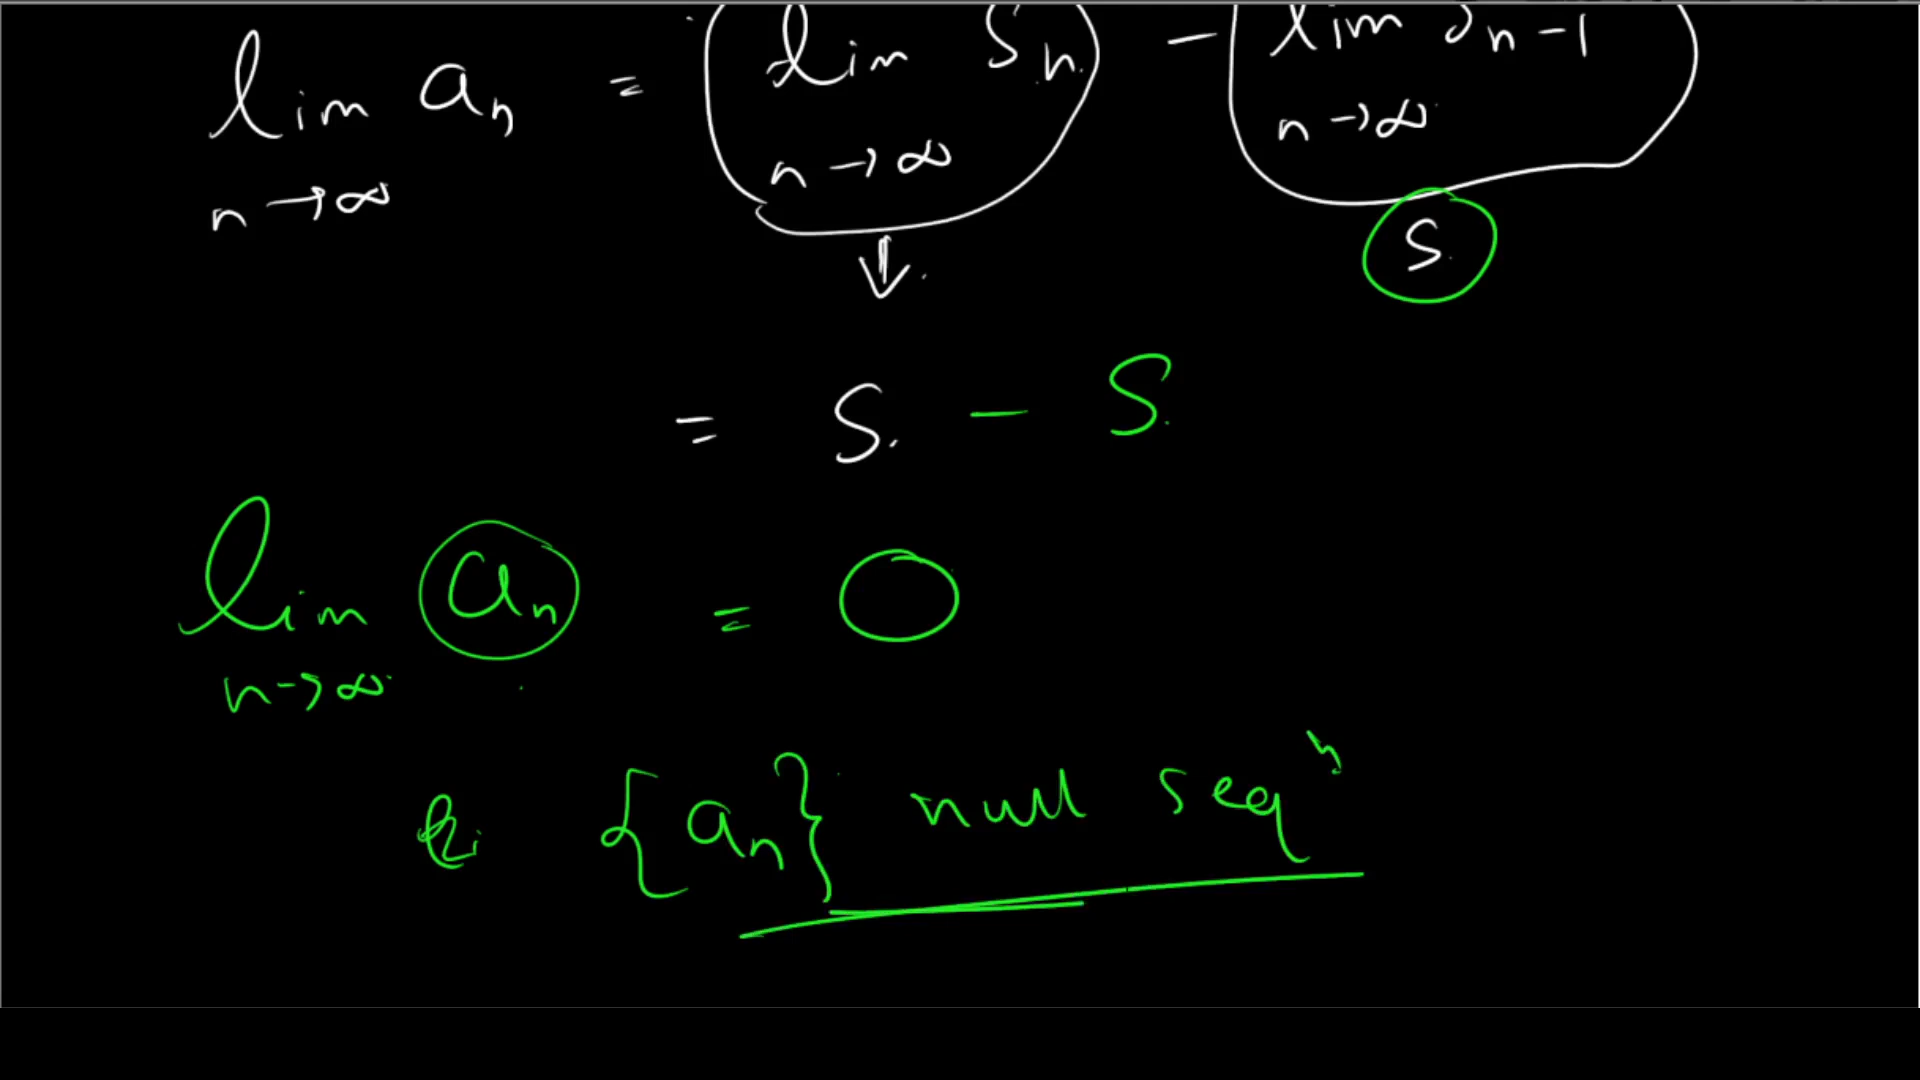 lim aₙ = lim Sₙ - lim Sₙ₋₁
n→∞ n→∞ n→∞
S
= S - S
lim aₙ = 0
n→∞
{aₙ} null seqⁿ